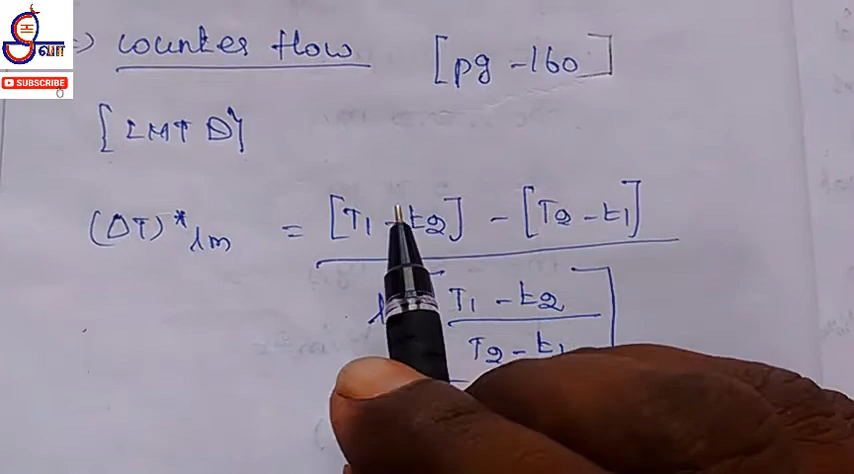 வா
SUBSCRIBE
=> counter flow [pg -160]
[LMTD]
(ΔT)*lm = [T1 - t2] - [T2 - t1]
T1 - t2
T2 - t1